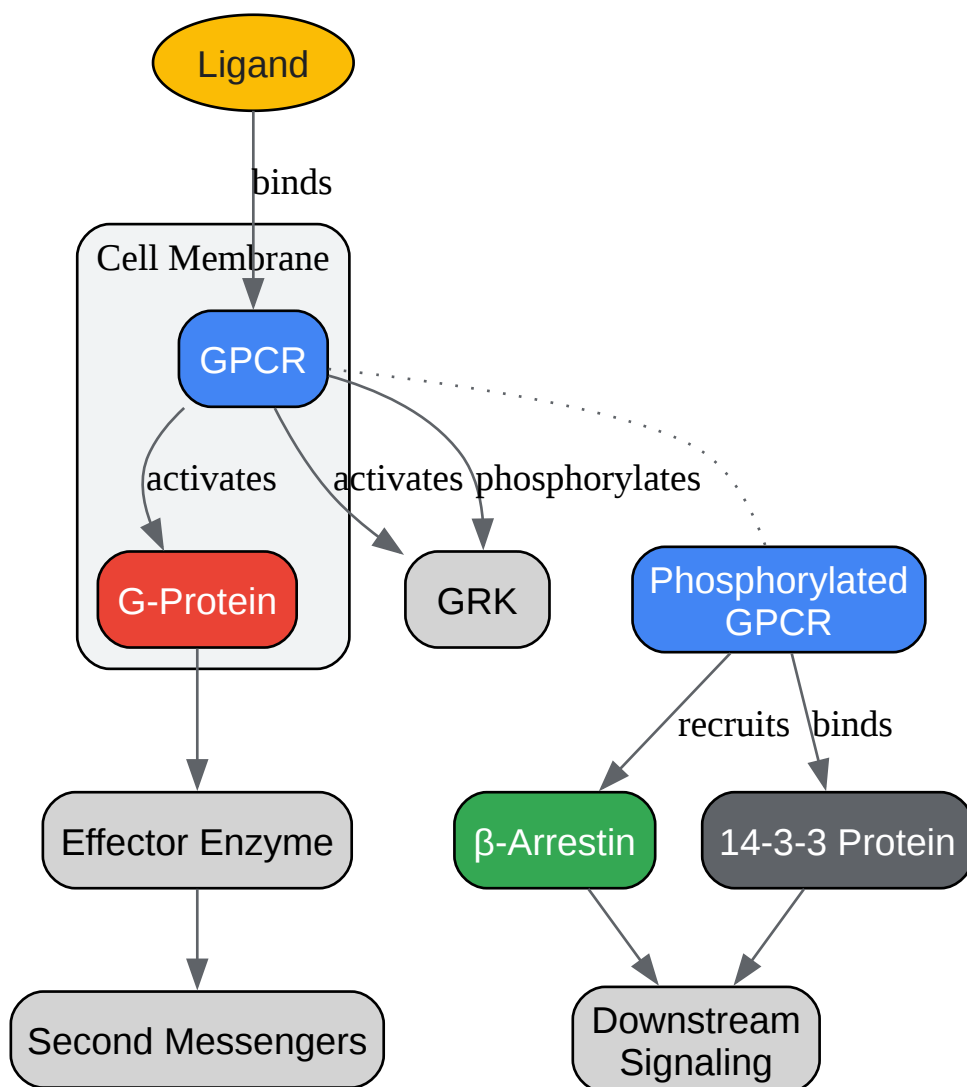 Ligand
binds
Cell Membrane
GPCR
activates
activates
phosphorylates
G-Protein
GRK
Phosphorylated
GPCR
recruits
binds
Effector Enzyme
β-Arrestin
14-3-3 Protein
Second Messengers
Downstream
Signaling